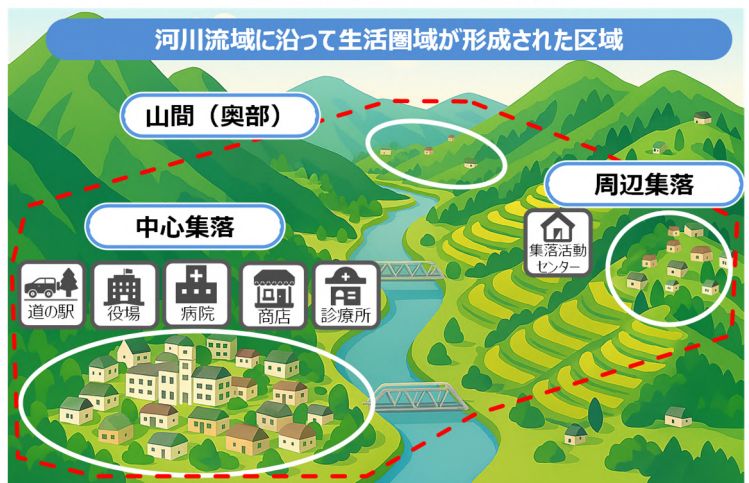 河川流域に沿って生活圏域が形成された区域
山間（奥部）
周辺集落
中心集落
集落活動
センター
道の駅
役場
病院
商店
診療所